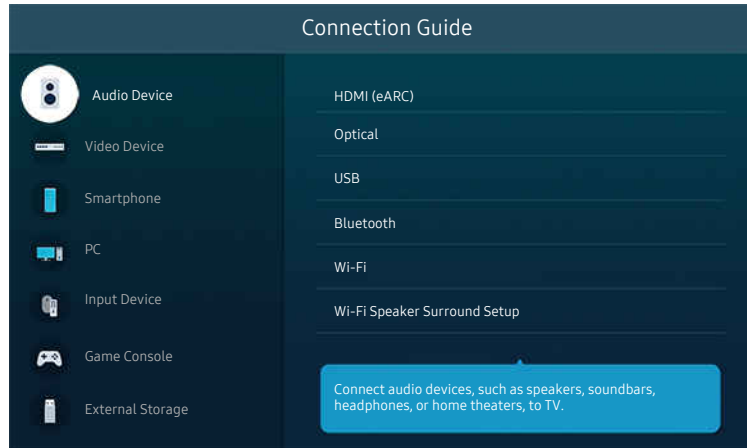 Connection Guide
Audio Device
Video Device
Smartphone
PC
Input Device
Game Console
External Storage
HDMI (eARC)
Optical
USB
Bluetooth
Wi-Fi
Wi-Fi Speaker Surround Setup
Connect audio devices, such as speakers, soundbars,
headphones, or home theaters, to TV.